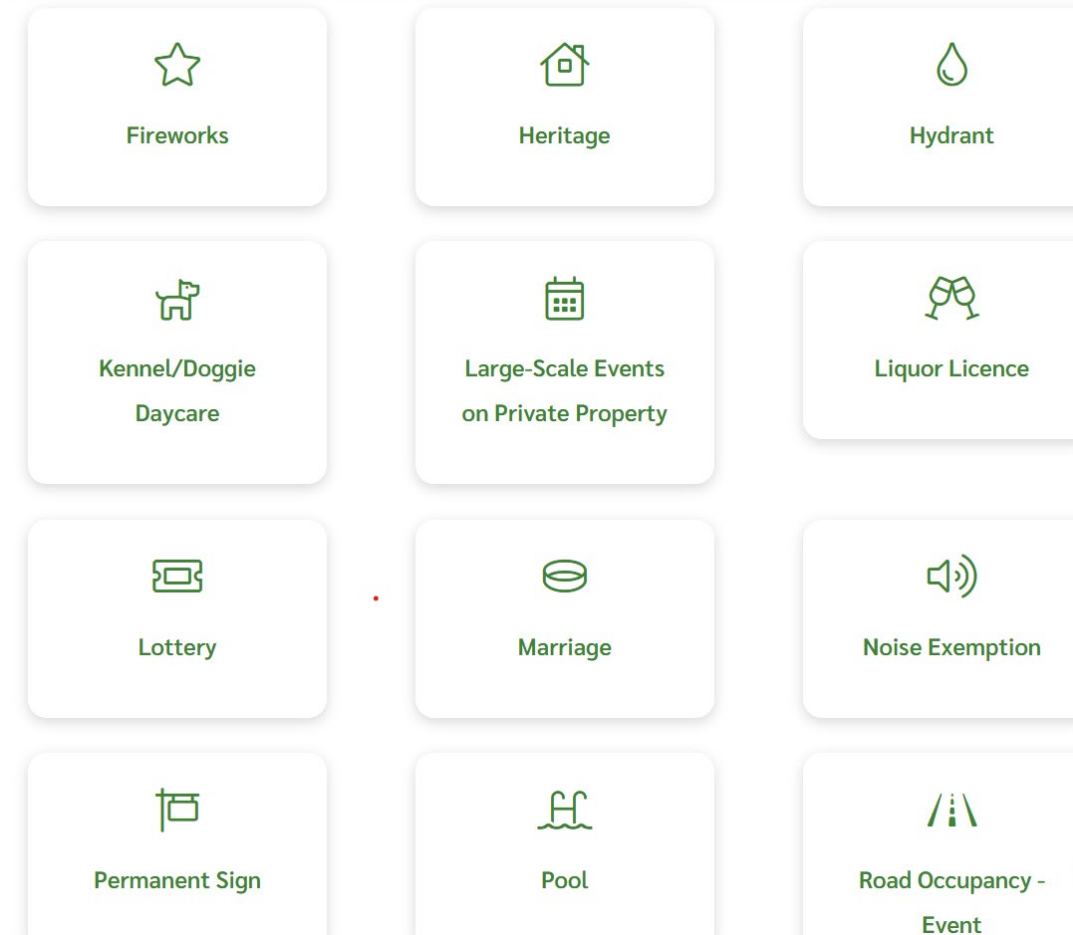 Fireworks
Heritage
Hydrant
Kennel/Doggie
Daycare
Large-Scale Events
on Private Property
Liquor Licence
Lottery
Marriage
Noise Exemption
Permanent Sign
Pool
Road Occupancy -
Event